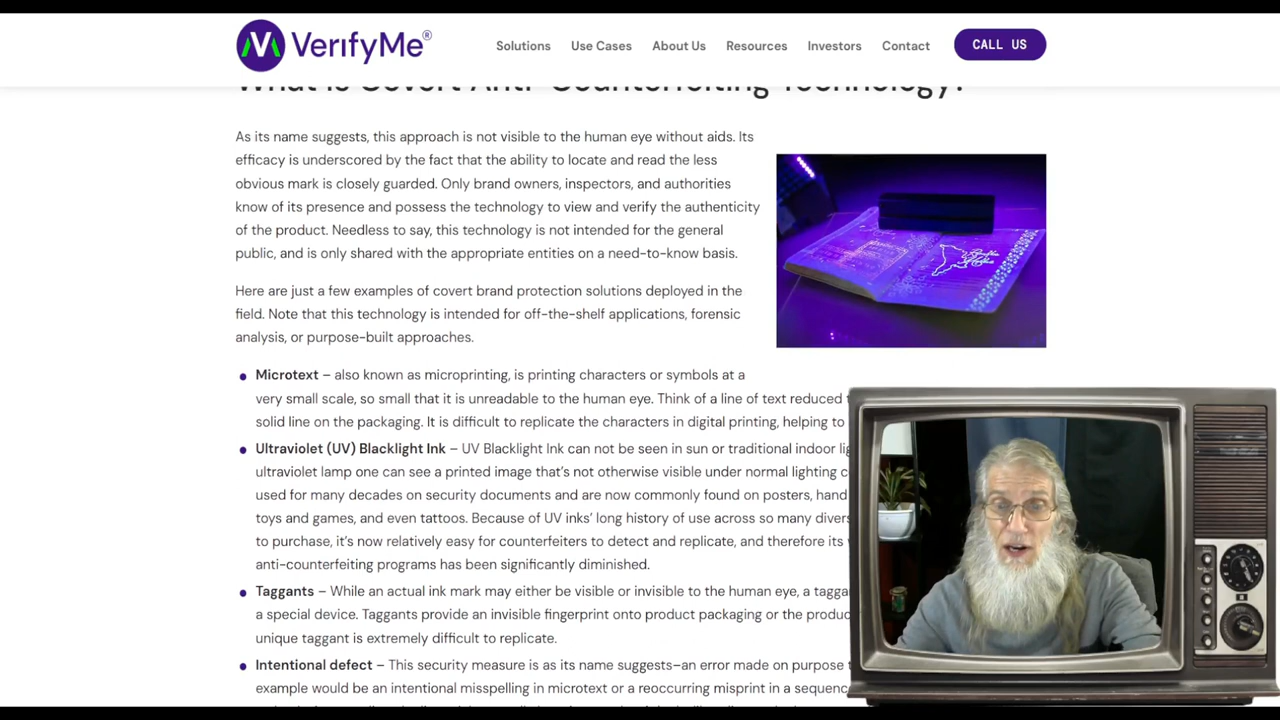 VerifyMe®
Solutions Use Cases About Us Resources Investors Contact CALL US
What is Covert Anti-Counterfeiting Technology?
As its name suggests, this approach is not visible to the human eye without aids. Its
efficacy is underscored by the fact that the ability to locate and read the less
obvious mark is closely guarded. Only brand owners, inspectors, and authorities
know of its presence and possess the technology to view and verify the authenticity
of the product. Needless to say, this technology is not intended for the general
public, and is only shared with the appropriate entities on a need-to-know basis.
Here are just a few examples of covert brand protection solutions deployed in the
field. Note that this technology is intended for off-the-shelf applications, forensic
analysis, or purpose-built approaches.
Microtext – also known as microprinting, is printing characters or symbols at a
very small scale, so small that it is unreadable to the human eye. Think of a line of text reduced
solid line on the packaging. It is difficult to replicate the characters in digital printing, helping to
Ultraviolet (UV) Blacklight Ink – UV Blacklight Ink can not be seen in sun or traditional indoor
ultraviolet lamp one can see a printed image that's not otherwise visible under normal lighting
used for many decades on security documents and are now commonly found on posters, hand
toys and games, and even tattoos. Because of UV inks' long history of use across so many
to purchase, it's now relatively easy for counterfeiters to detect and replicate, and therefore its
anti-counterfeiting programs has been significantly diminished.
Taggants – While an actual ink mark may either be visible or invisible to the human eye, a
a special device. Taggants provide an invisible fingerprint onto product packaging or the
unique taggant is extremely difficult to replicate.
Intentional defect – This security measure is as its name suggests–an error made on purpose
example would be an intentional misspelling in microtext or a reoccurring misprint in a